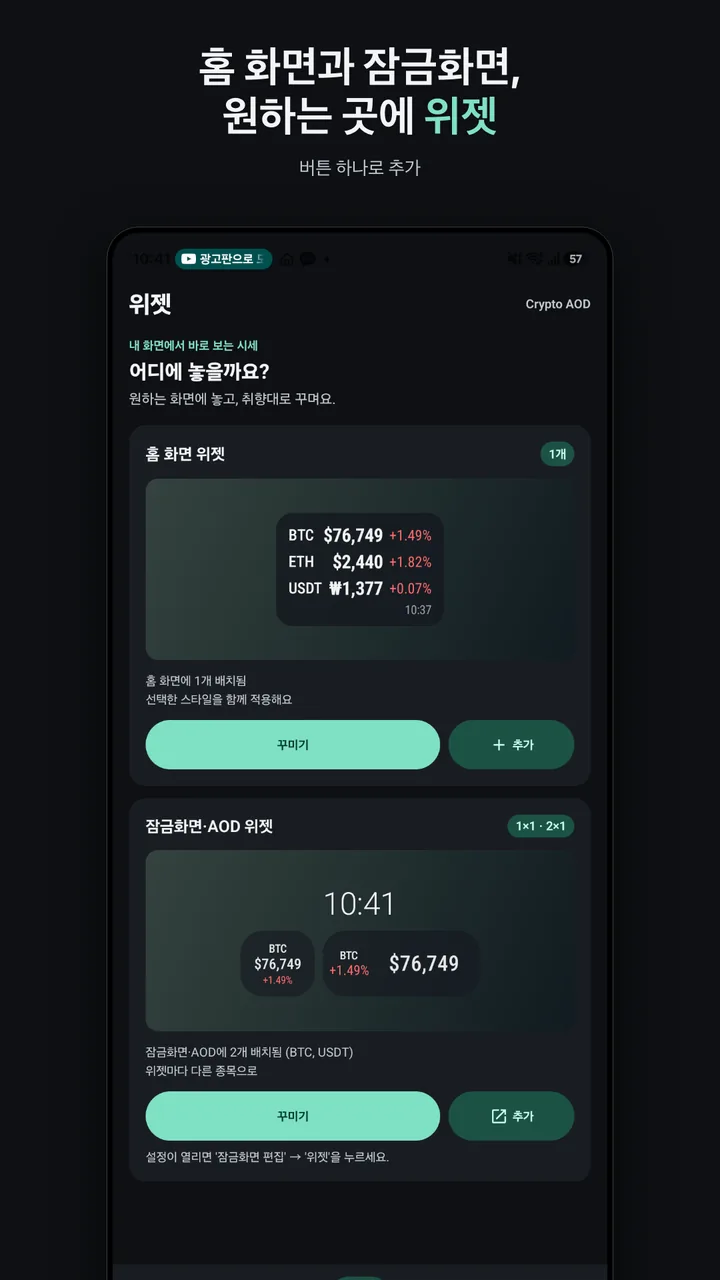 홈 화면과 잠금화면,
원하는 곳에 위젯
버튼 하나로 추가
10:41 광고판으로 57
위젯 Crypto AOD
내 화면에서 바로 보는 시세
어디에 놓을까요?
원하는 화면에 놓고, 취향대로 꾸며요.
홈 화면 위젯 1개
BTC $76,749 +1.49%
ETH $2,440 +1.82%
USDT ₩1,377 +0.07%
10:37
홈 화면에 1개 배치됨
선택한 스타일을 함께 적용해요
꾸미기 + 추가
잠금화면·AOD 위젯 1×1 · 2×1
10:41
BTC
$76,749
+1.49%
BTC
+1.49%
$76,749
잠금화면·AOD에 2개 배치됨 (BTC, USDT)
위젯마다 다른 종목으로
꾸미기 추가
설정이 열리면 '잠금화면 편집' → '위젯'을 누르세요.